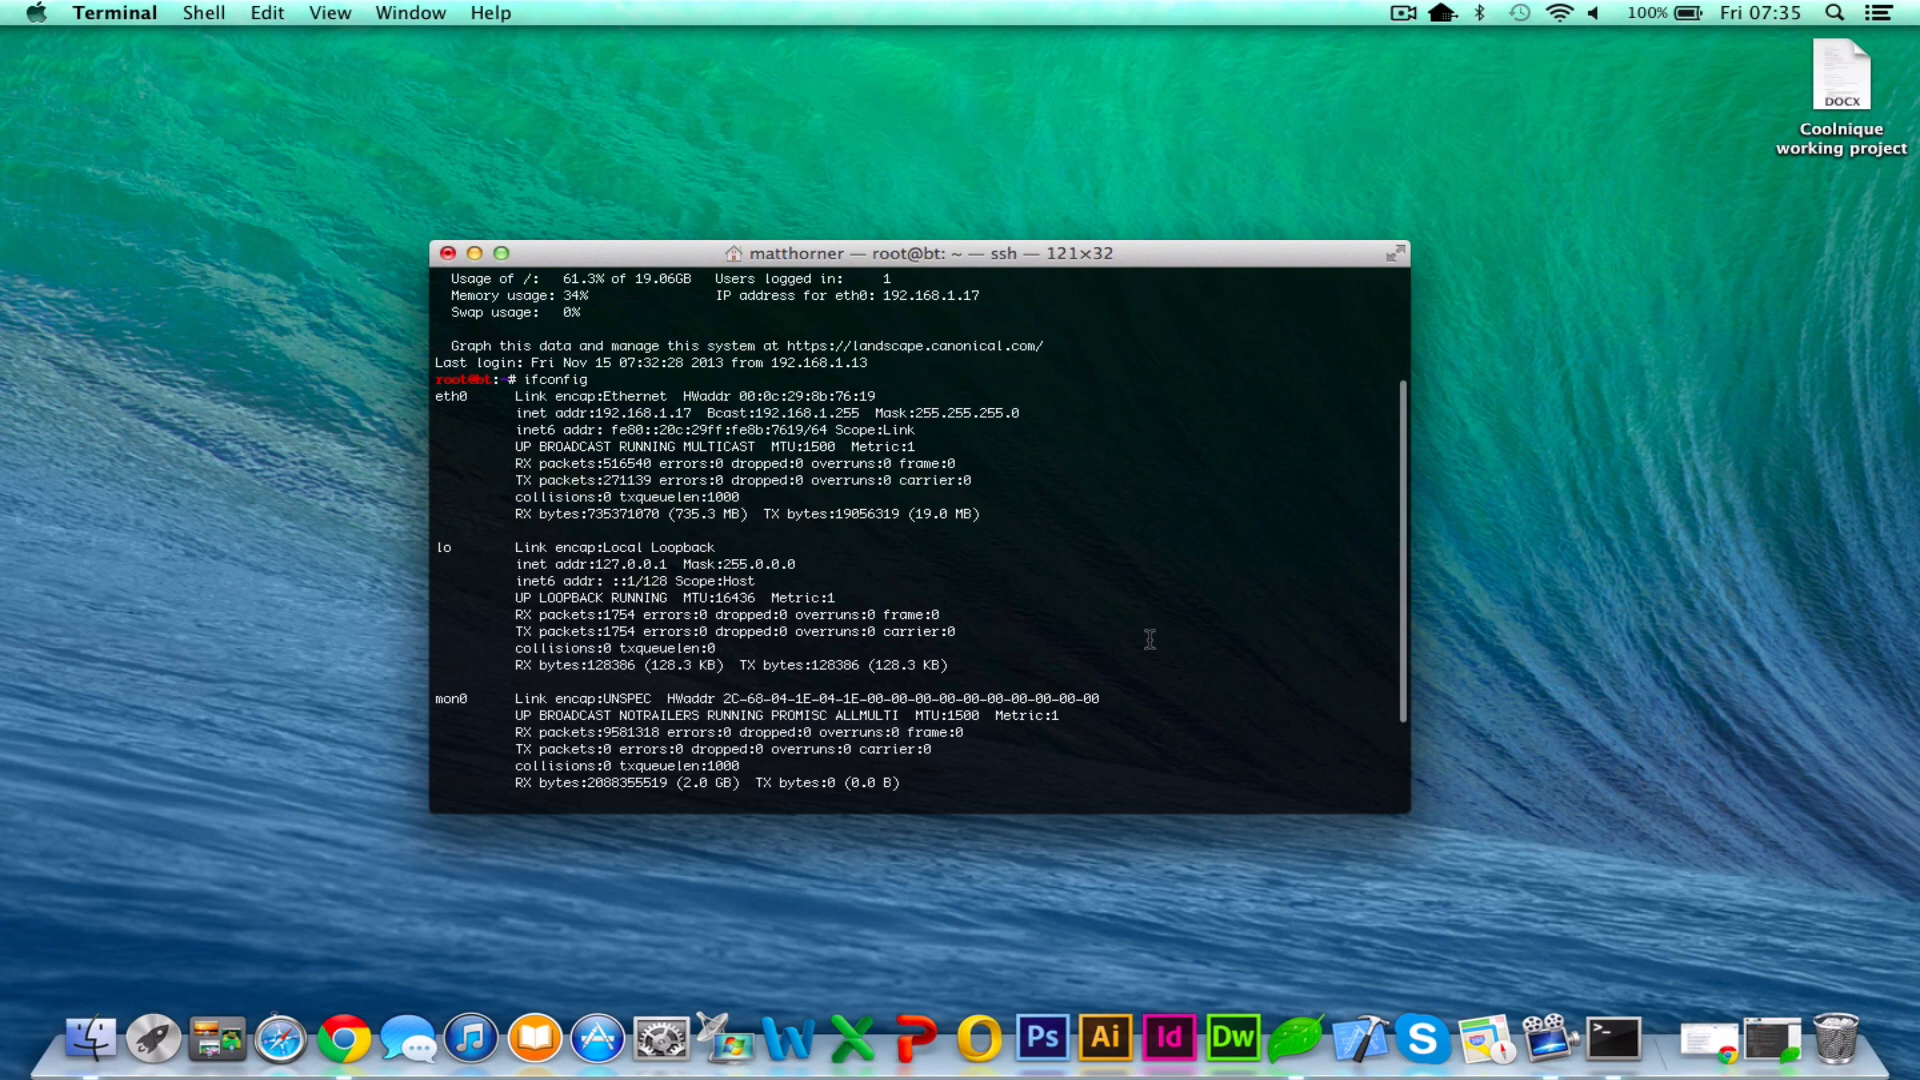 Terminal Shell Edit View Window Help 100% Fri 07:35
DOCX
Coolnique
working project
matthorner — root@bt: ~ — ssh — 121×32
Usage of /: 61.3% of 19.06GB Users logged in: 1
Memory usage: 34% IP address for eth0: 192.168.1.17
Swap usage: 0%
Graph this data and manage this system at https://landscape.canonical.com/
Last login: Fri Nov 15 07:32:28 2013 from 192.168.1.13
root@bt:~# ifconfig
eth0 Link encap:Ethernet HWaddr 00:0c:29:8b:76:19
inet addr:192.168.1.17 Bcast:192.168.1.255 Mask:255.255.255.0
inet6 addr: fe80::20c:29ff:fe8b:7619/64 Scope:Link
UP BROADCAST RUNNING MULTICAST MTU:1500 Metric:1
RX packets:516540 errors:0 dropped:0 overruns:0 frame:0
TX packets:271139 errors:0 dropped:0 overruns:0 carrier:0
collisions:0 txqueuelen:1000
RX bytes:735371070 (735.3 MB) TX bytes:19056319 (19.0 MB)
lo Link encap:Local Loopback
inet addr:127.0.0.1 Mask:255.0.0.0
inet6 addr: ::1/128 Scope:Host
UP LOOPBACK RUNNING MTU:16436 Metric:1
RX packets:1754 errors:0 dropped:0 overruns:0 frame:0
TX packets:1754 errors:0 dropped:0 overruns:0 carrier:0
collisions:0 txqueuelen:0
RX bytes:128386 (128.3 KB) TX bytes:128386 (128.3 KB)
mon0 Link encap:UNSPEC HWaddr 2C-68-04-1E-04-1E-00-00-00-00-00-00-00-00-00-00
UP BROADCAST NOTRAILERS RUNNING PROMISC ALLMULTI MTU:1500 Metric:1
RX packets:9581318 errors:0 dropped:0 overruns:0 frame:0
TX packets:0 errors:0 dropped:0 overruns:0 carrier:0
collisions:0 txqueuelen:1000
RX bytes:2088355519 (2.0 GB) TX bytes:0 (0.0 B)
Ps Ai Id Dw